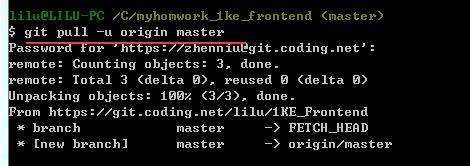 lilu@LILU-PC /C/myhomwork_1ke_frontend (master)
$ git pull -u origin master
Password for 'https://zhenniu@git.coding.net':
remote: Counting objects: 3, done.
remote: Total 3 (delta 0), reused 0 (delta 0)
Unpacking objects: 100% (3/3), done.
From https://git.coding.net/lilu/1KE_Frontend
* branch master -> FETCH_HEAD
* [new branch] master -> origin/master